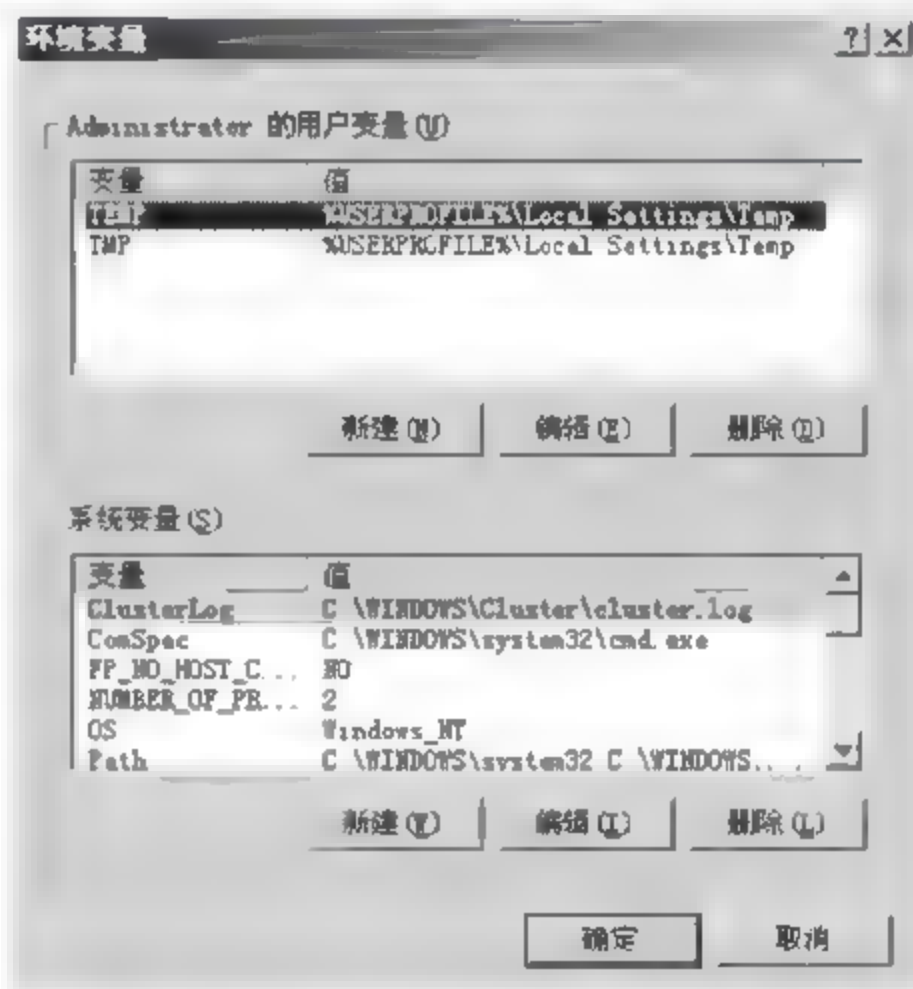 环境变量
Administrator 的用户变量(U)
变量 值
TEMP %USERPROFILE%\Local Settings\Temp
TMP %USERPROFILE%\Local Settings\Temp
新建(N) 编辑(E) 删除(D)
系统变量(S)
变量 值
ClusterLog C \WINDOWS\Cluster\cluster.log
ComSpec C \WINDOWS\system32\cmd.exe
FP_NO_HOST_C... NO
NUMBER_OF_PR... 2
OS Windows_NT
Path C \WINDOWS\system32 C \WINDOWS...
新建(W) 编辑(I) 删除(L)
确定 取消